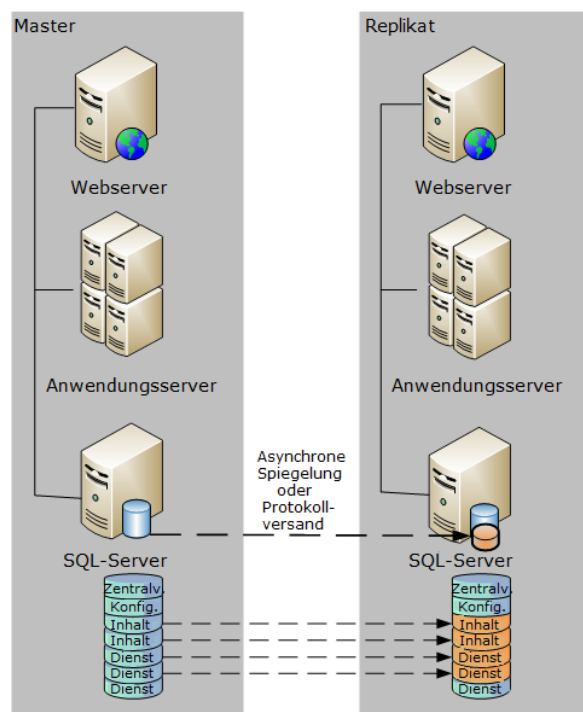 Master
Replikat
Webserver
Webserver
Anwendungsserver
Anwendungsserver
Asynchrone
Spiegelung
oder
Protokoll-
versand
SQL-Server
SQL-Server
Zentralv.
Konfig.
Inhalt
Inhalt
Dienst
Dienst
Dienst
Zentralv.
Konfig.
Inhalt
Inhalt
Dienst
Dienst
Dienst